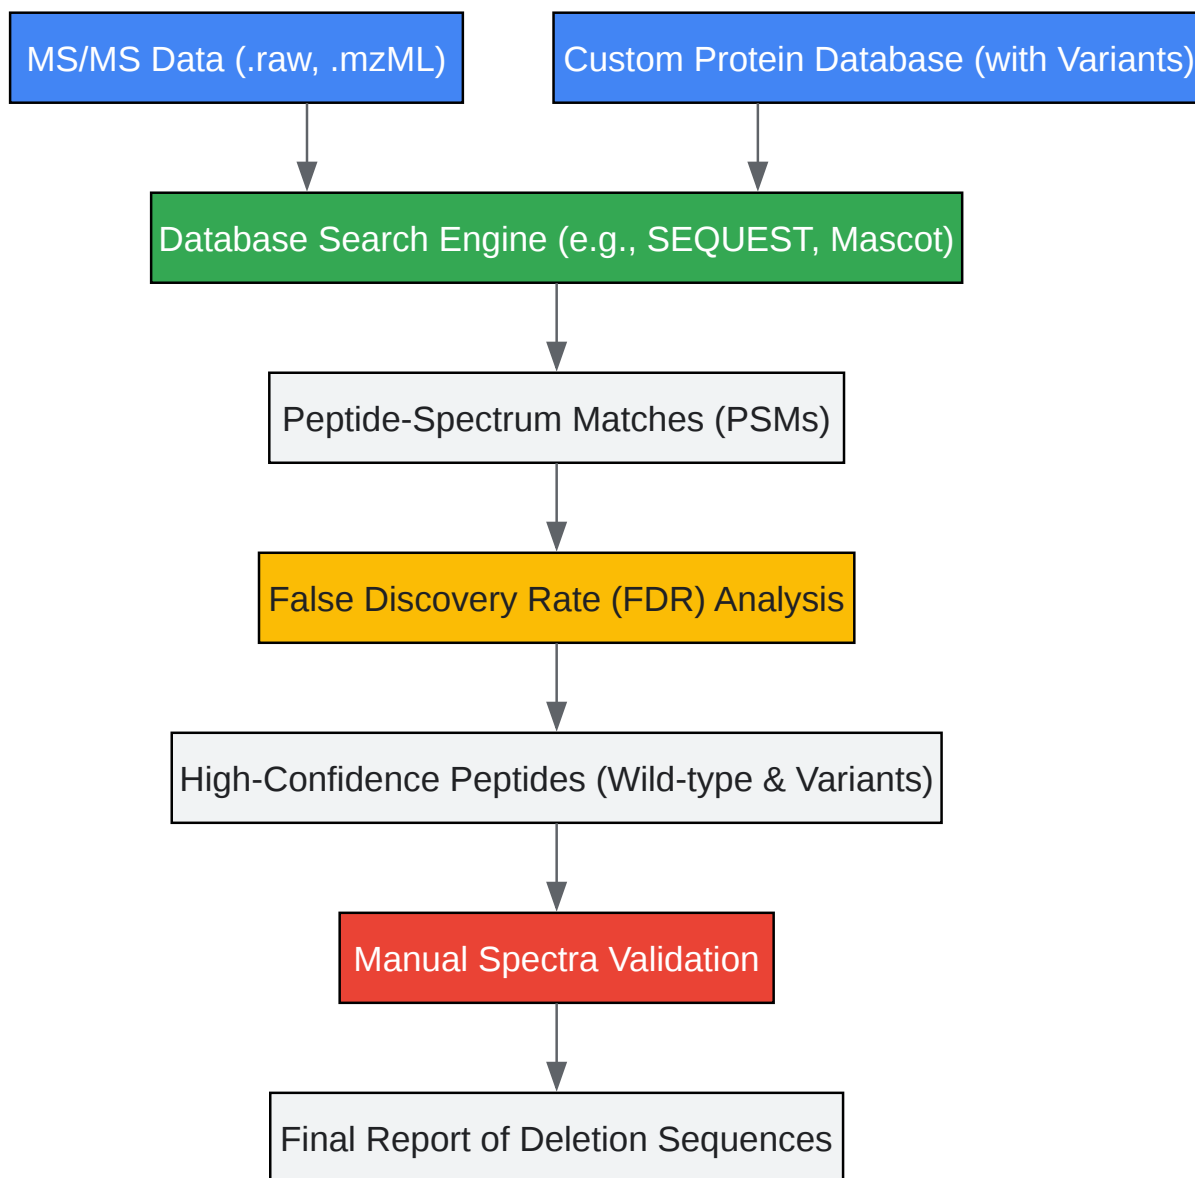 MS/MS Data (.raw, .mzML)
Custom Protein Database (with Variants)
Database Search Engine (e.g., SEQUEST, Mascot)
Peptide-Spectrum Matches (PSMs)
False Discovery Rate (FDR) Analysis
High-Confidence Peptides (Wild-type & Variants)
Manual Spectra Validation
Final Report of Deletion Sequences